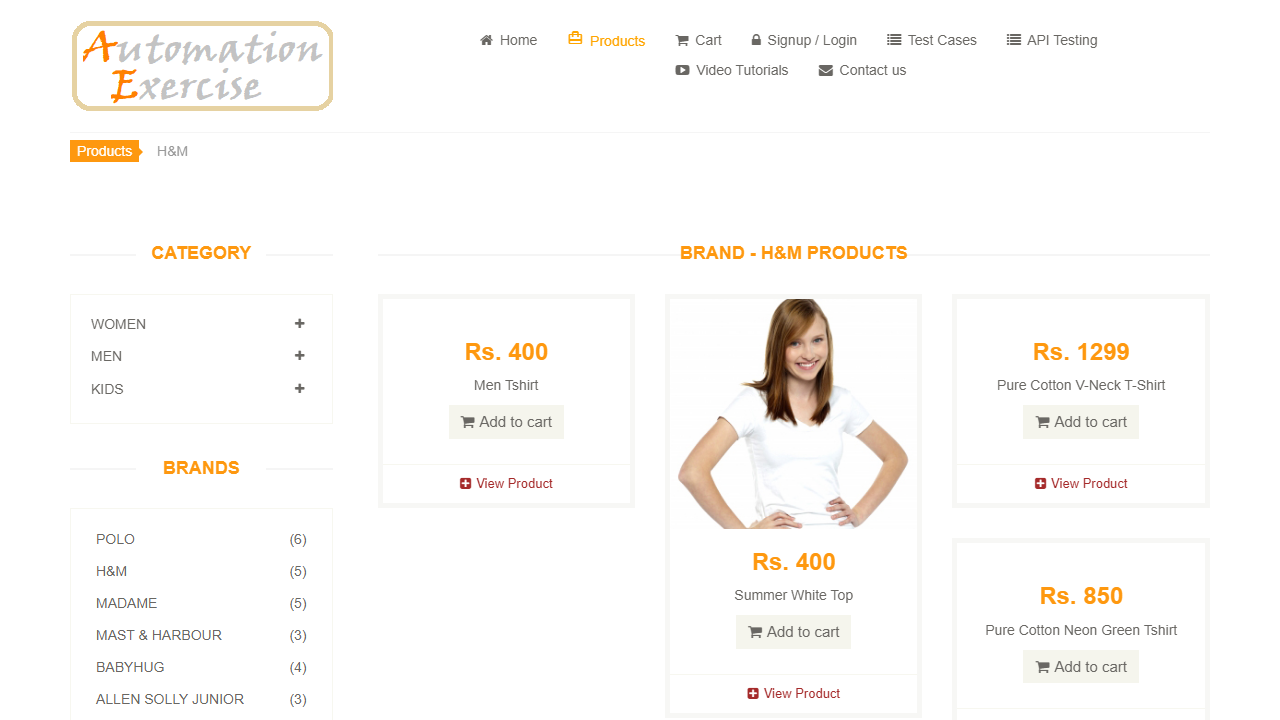 Automation
Exercise
Home
Products
Cart
Signup / Login
Test Cases
API Testing
Video Tutorials
Contact us
Products
H&M
CATEGORY
WOMEN
MEN
KIDS
BRANDS
POLO (6)
H&M (5)
MADAME (5)
MAST & HARBOUR (3)
BABYHUG (4)
ALLEN SOLLY JUNIOR (3)
BRAND - H&M PRODUCTS
Rs. 400
Men Tshirt
Add to cart
View Product
Rs. 400
Summer White Top
Add to cart
View Product
Rs. 1299
Pure Cotton V-Neck T-Shirt
Add to cart
View Product
Rs. 850
Pure Cotton Neon Green Tshirt
Add to cart